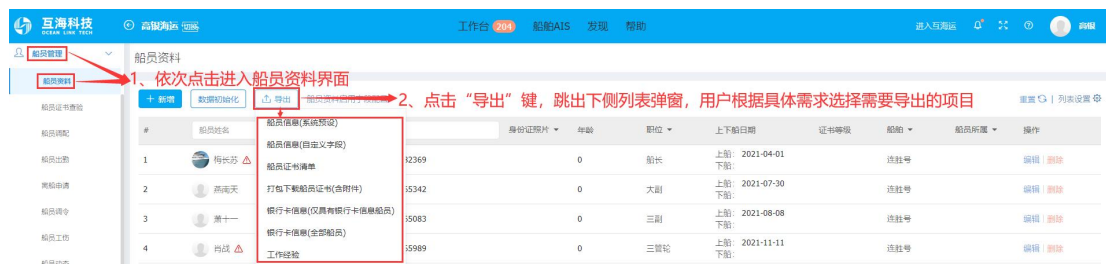 互海科技
OCEAN LINK TECH
高银海运 切换
工作台 204 船舶AIS 发现 帮助
进入互海运
高银
船员管理
船员资料
船员资料
1、依次点击进入船员资料界面
船员证书查验
船员调配
船员出勤
离船申请
船员调令
船员工伤
+ 新增 数据初始化 导出
2、点击“导出”键，跳出下侧列表弹窗，用户根据具体需求选择需要导出的项目
重置 | 列表设置
# 船员姓名 身份证照片 年龄 职位 上下船日期 证书等级 船舶 船员所属 操作
船员信息(系统预设)
船员信息(自定义字段)
船员证书清单
打包下载船员证书(含附件)
银行卡信息(仅具有银行卡信息船员)
银行卡信息(全部船员)
工作经验
1 梅长苏 32369 0 船长 上船: 2021-04-01 连胜号 编辑 | 删除
下船:
2 燕南天 55342 0 大副 上船: 2021-07-30 连胜号 编辑 | 删除
下船:
3 萧十一 65083 0 三副 上船: 2021-08-08 连胜号 编辑 | 删除
下船:
4 肖战 65989 0 三管轮 上船: 2021-11-11 连胜号 编辑 | 删除
下船: